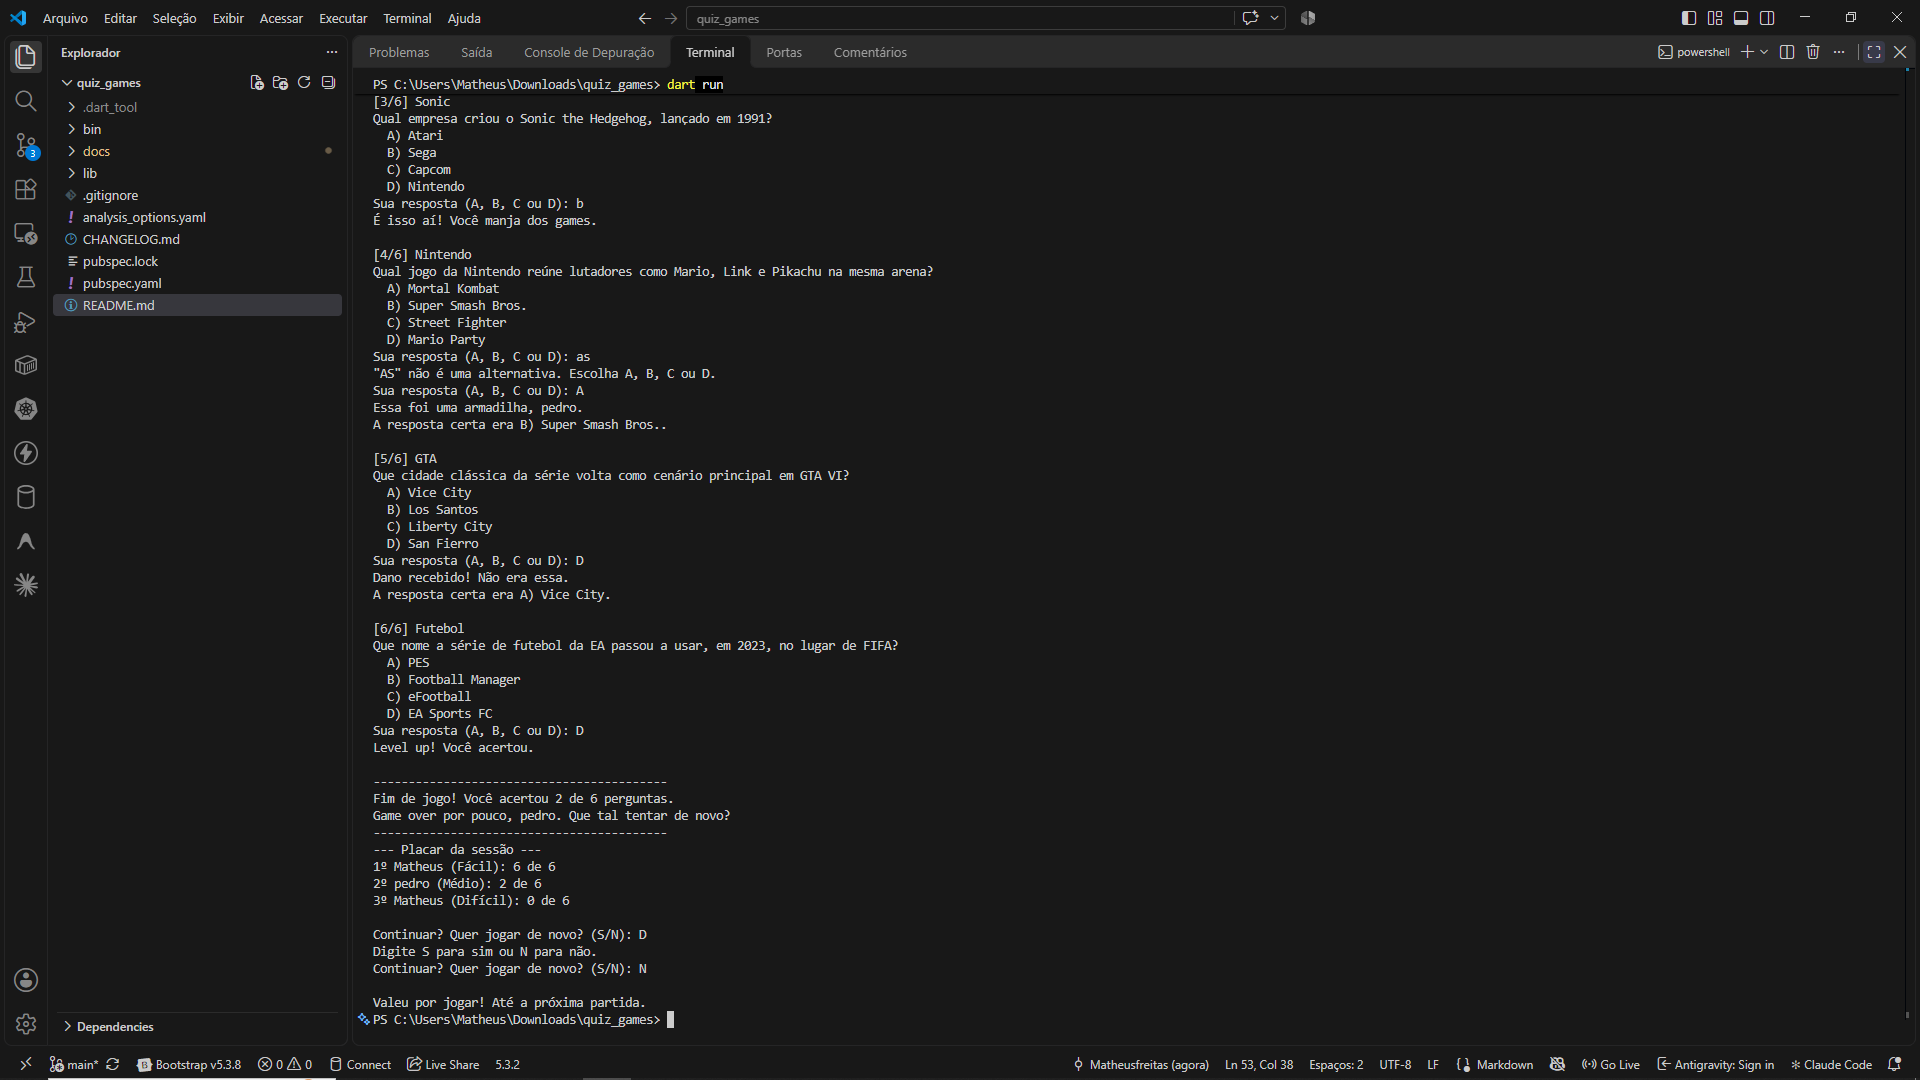 Arquivo Editar Seleção Exibir Acessar Executar Terminal Ajuda
quiz_games
Explorador
Problemas Saída Console de Depuração Terminal Portas Comentários
powershell
quiz_games
.dart_tool
bin
docs
lib
.gitignore
analysis_options.yaml
CHANGELOG.md
pubspec.lock
pubspec.yaml
README.md
3
Dependencies
PS C:\Users\Matheus\Downloads\quiz_games> dart run
[3/6] Sonic
Qual empresa criou o Sonic the Hedgehog, lançado em 1991?
A) Atari
B) Sega
C) Capcom
D) Nintendo
Sua resposta (A, B, C ou D): b
É isso aí! Você manja dos games.
[4/6] Nintendo
Qual jogo da Nintendo reúne lutadores como Mario, Link e Pikachu na mesma arena?
A) Mortal Kombat
B) Super Smash Bros.
C) Street Fighter
D) Mario Party
Sua resposta (A, B, C ou D): as
"AS" não é uma alternativa. Escolha A, B, C ou D.
Sua resposta (A, B, C ou D): A
Essa foi uma armadilha, pedro.
A resposta certa era B) Super Smash Bros..
[5/6] GTA
Que cidade clássica da série volta como cenário principal em GTA VI?
A) Vice City
B) Los Santos
C) Liberty City
D) San Fierro
Sua resposta (A, B, C ou D): D
Dano recebido! Não era essa.
A resposta certa era A) Vice City.
[6/6] Futebol
Que nome a série de futebol da EA passou a usar, em 2023, no lugar de FIFA?
A) PES
B) Football Manager
C) eFootball
D) EA Sports FC
Sua resposta (A, B, C ou D): D
Level up! Você acertou.
------------------------------------------
Fim de jogo! Você acertou 2 de 6 perguntas.
Game over por pouco, pedro. Que tal tentar de novo?
------------------------------------------
--- Placar da sessão ---
1º Matheus (Fácil): 6 de 6
2º pedro (Médio): 2 de 6
3º Matheus (Difícil): 0 de 6
Continuar? Quer jogar de novo? (S/N): D
Digite S para sim ou N para não.
Continuar? Quer jogar de novo? (S/N): N
Valeu por jogar! Até a próxima partida.
PS C:\Users\Matheus\Downloads\quiz_games>
main* Bootstrap v5.3.8 0 0 Connect Live Share 5.3.2 Matheusfreitas (agora) Ln 53, Col 38 Espaços: 2 UTF-8 LF Markdown Go Live Antigravity: Sign in Claude Code